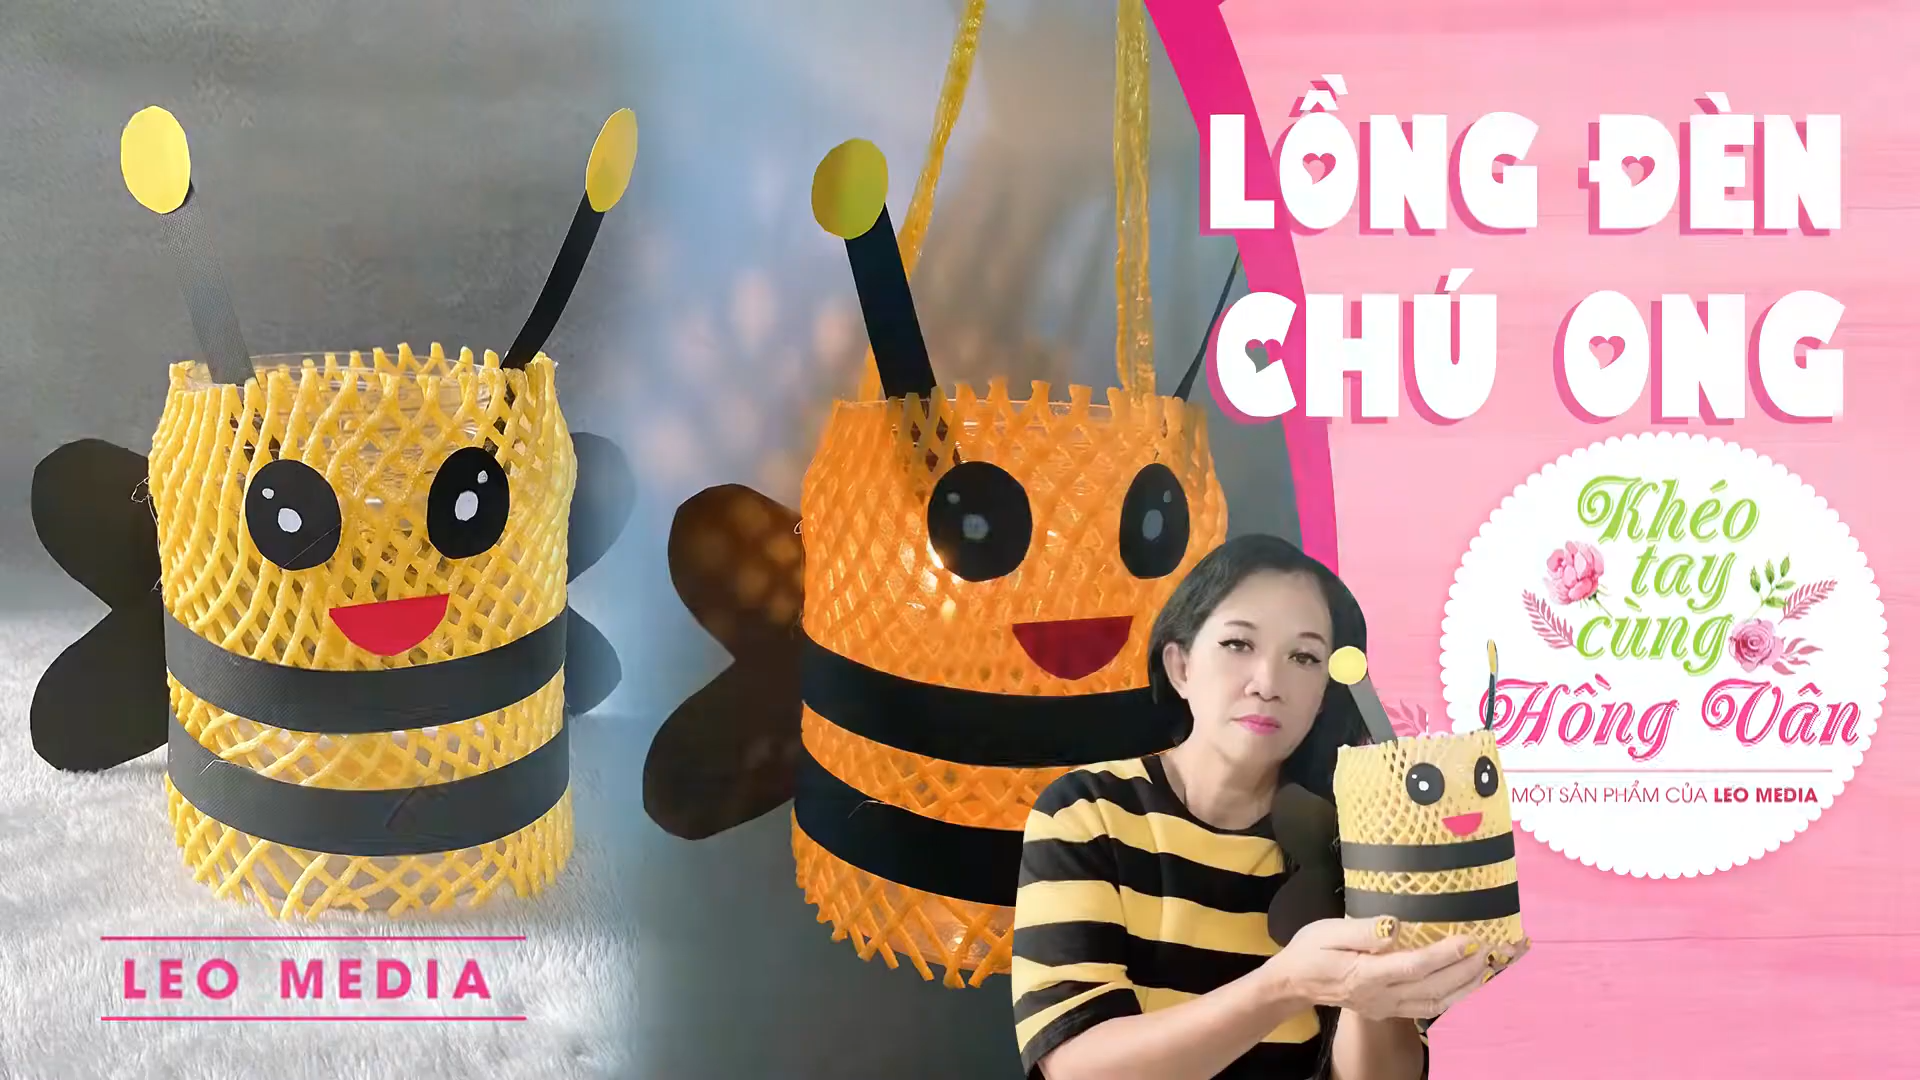 LỒNG ĐÈN
CHÚ ONG
Khéo
tay
cùng
Hồng Vân
MỘT SẢN PHẨM CỦA LEO MEDIA
LEO MEDIA